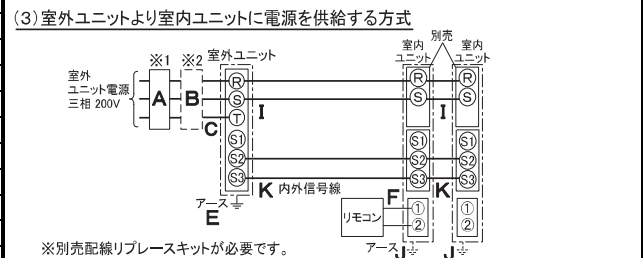 (3)室外ユニットより室内ユニットに電源を供給する方式
別売
※1 ※2 室外ユニット 室内ユニット 室内ユニット
室外
ユニット電源
三相 200V
A B C
R S T S1 S2 S3
I
R S S1 S2 S3
I
R S S1 S2 S3
K 内外信号線 F K
アース
E
リモコン
① ②
① ②
アース J J
※別売配線リプレースキットが必要です。